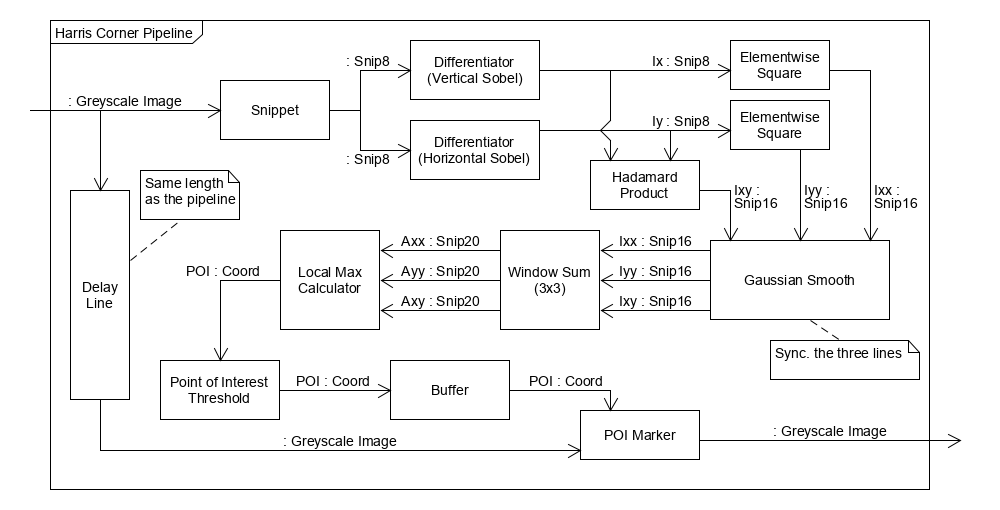 Harris Corner Pipeline
: Greyscale Image
Snippet
: Snip8
: Snip8
Differentiator
(Vertical Sobel)
Differentiator
(Horizontal Sobel)
Ix : Snip8
Iy : Snip8
Elementwise
Square
Elementwise
Square
Hadamard
Product
Ixy :
Snip16
Iyy :
Snip16
Ixx :
Snip16
Same length
as the pipeline
Delay
Line
POI : Coord
Local Max
Calculator
Axx : Snip20
Ayy : Snip20
Axy : Snip20
Window Sum
(3x3)
Ixx : Snip16
Iyy : Snip16
Ixy : Snip16
Gaussian Smooth
Sync. the three lines
Point of Interest
Threshold
POI : Coord
Buffer
POI : Coord
: Greyscale Image
POI Marker
: Greyscale Image